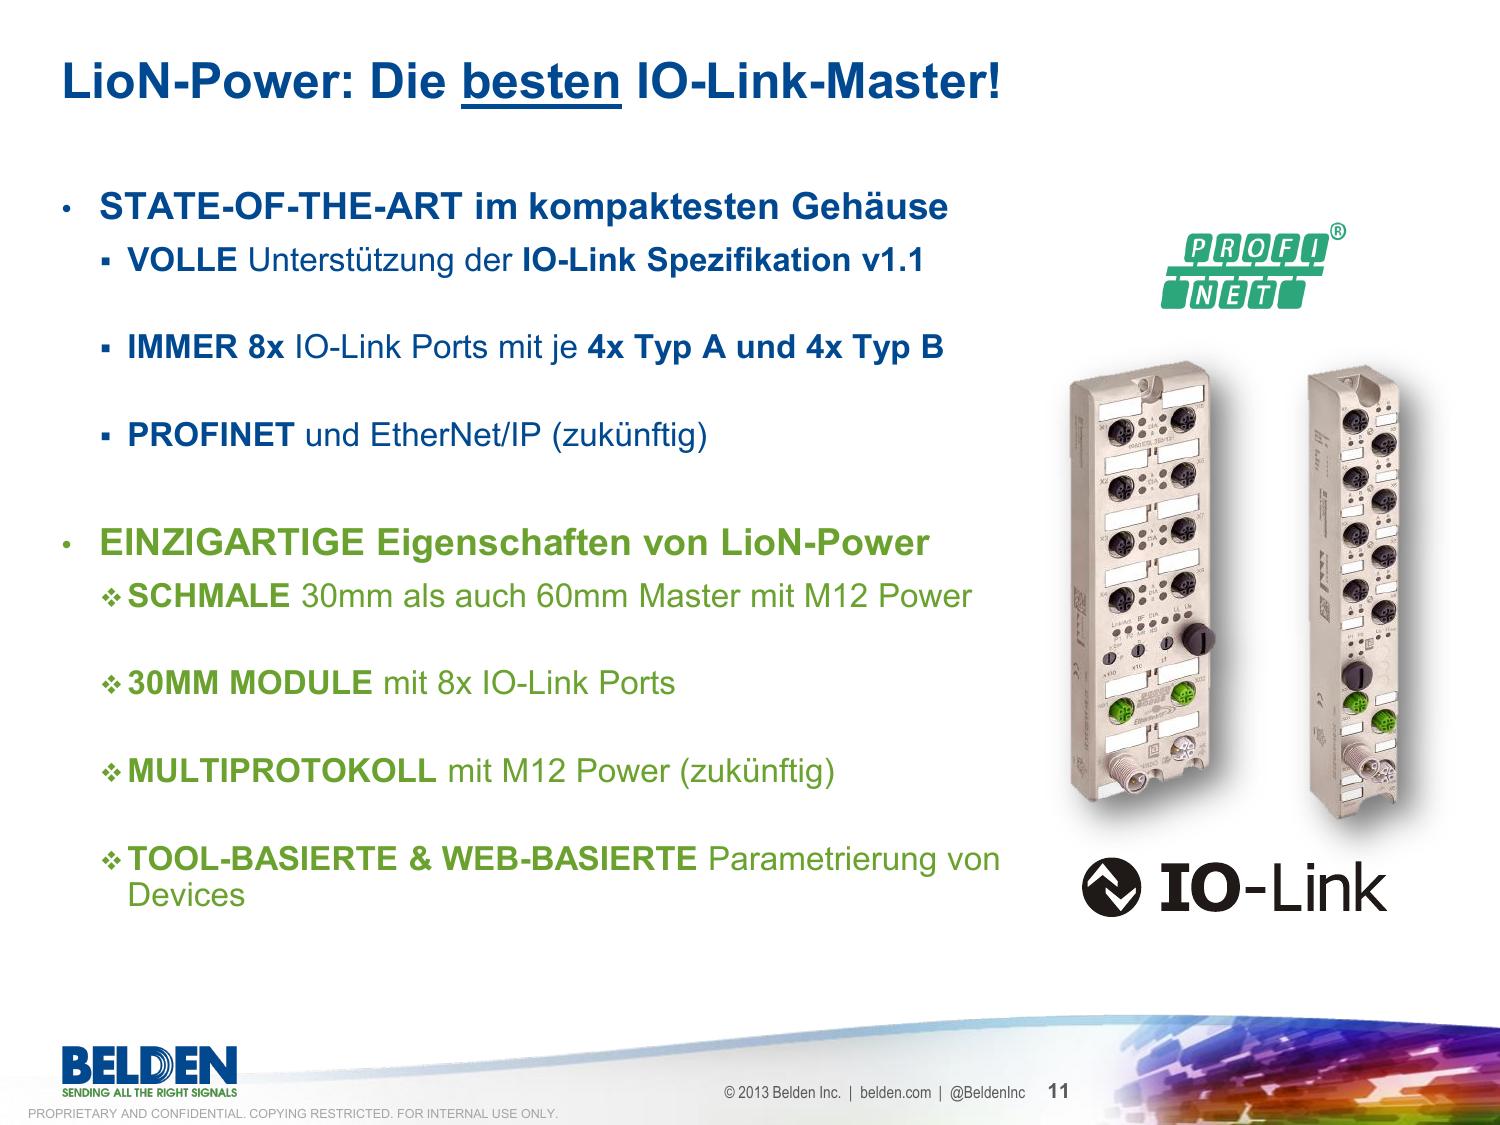 LioN-Power: Die besten IO-Link-Master!
• STATE-OF-THE-ART im kompaktesten Gehäuse
▪ VOLLE Unterstützung der IO-Link Spezifikation v1.1
▪ IMMER 8x IO-Link Ports mit je 4x Typ A und 4x Typ B
▪ PROFINET und EtherNet/IP (zukünftig)
• EINZIGARTIGE Eigenschaften von LioN-Power
❖ SCHMALE 30mm als auch 60mm Master mit M12 Power
❖ 30MM MODULE mit 8x IO-Link Ports
❖ MULTIPROTOKOLL mit M12 Power (zukünftig)
❖ TOOL-BASIERTE & WEB-BASIERTE Parametrierung von
Devices
PROFI®
NET
IO-Link
BELDEN
SENDING ALL THE RIGHT SIGNALS
© 2013 Belden Inc. | belden.com | @BeldenInc 11
PROPRIETARY AND CONFIDENTIAL. COPYING RESTRICTED. FOR INTERNAL USE ONLY.